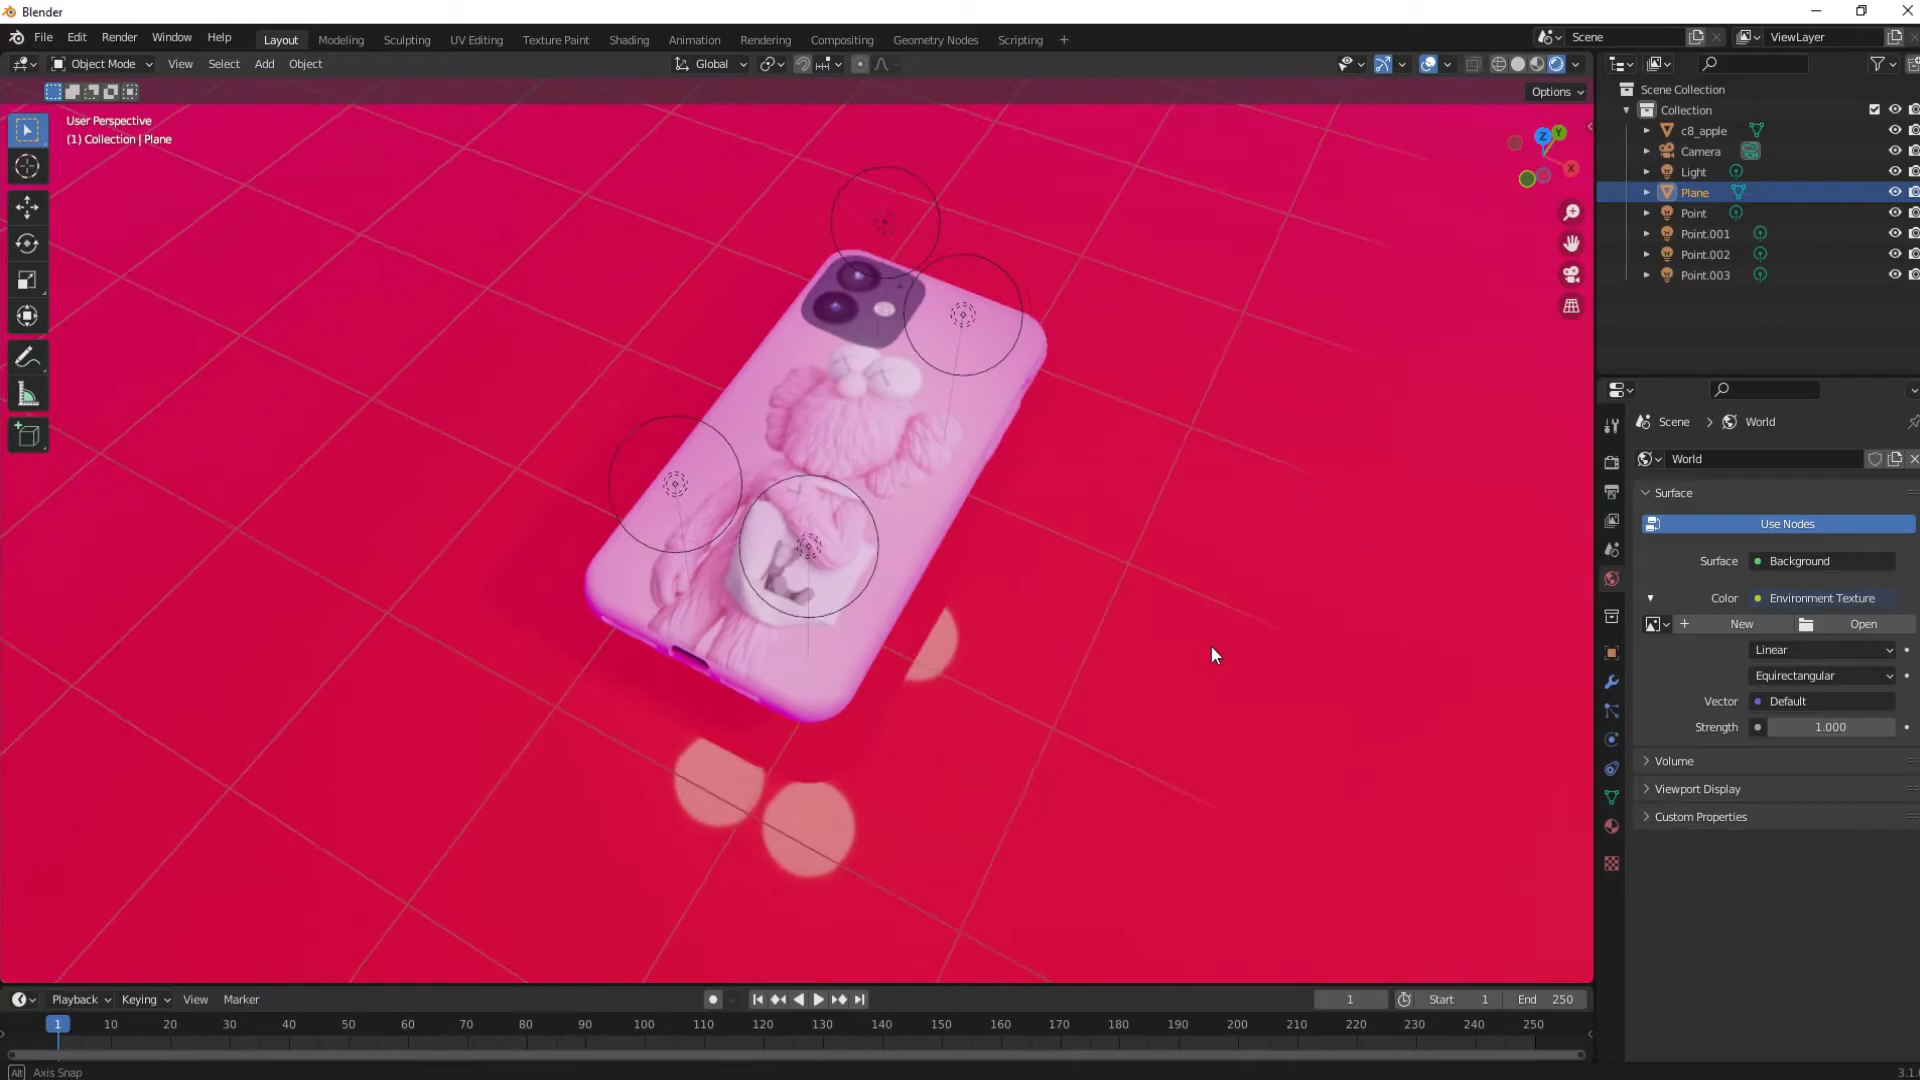 Blender
File Edit Render Window Help Layout Modeling Sculpting UV Editing Texture Paint Shading Animation Rendering Compositing Geometry Nodes Scripting + Scene ViewLayer
Object Mode View Select Add Object Global
Options
User Perspective
(1) Collection | Plane
Z Y X
Scene Collection
Collection
c8_apple
Camera
Light
Plane
Point
Point.001
Point.002
Point.003
Scene > World
World
Surface
Use Nodes
Surface Background
Color Environment Texture
New Open
Linear
Equirectangular
Vector Default
Strength 1.000
Volume
Viewport Display
Custom Properties
Playback Keying View Marker 1 Start 1 End 250
1 10 20 30 40 50 60 70 80 90 100 110 120 130 140 150 160 170 180 190 200 210 220 230 240 250
Alt Axis Snap